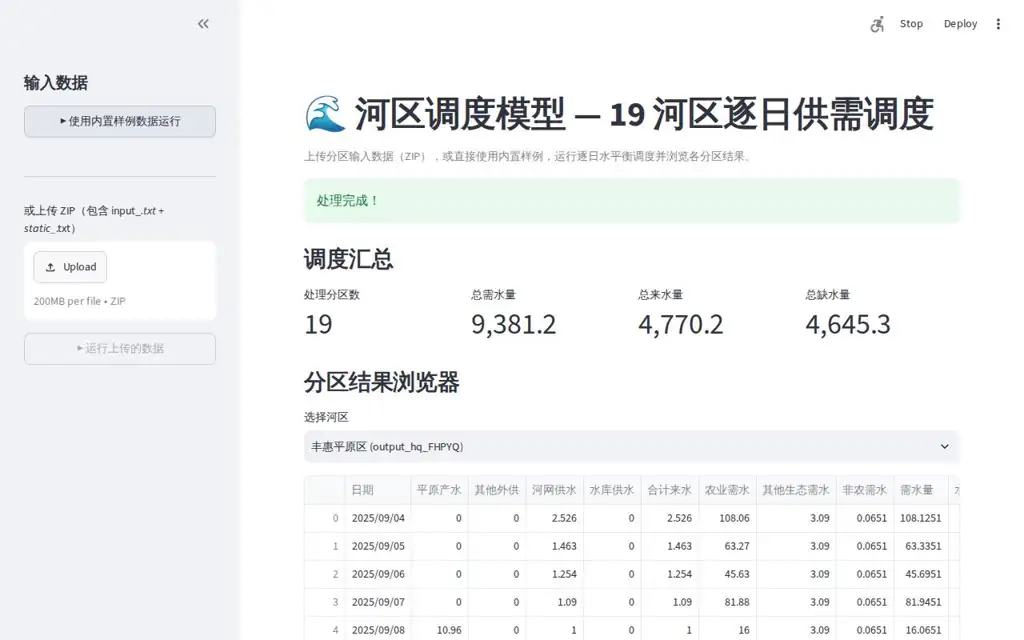 Stop
Deploy
输入数据
▸ 使用内置样例数据运行
或上传 ZIP（包含 input_.txt +
static_.txt）
Upload
200MB per file • ZIP
▸ 运行上传的数据
🌊 河区调度模型 — 19 河区逐日供需调度
上传分区输入数据（ZIP），或直接使用内置样例，运行逐日水平衡调度并浏览各分区结果。
处理完成！
调度汇总
处理分区数 总需水量 总来水量 总缺水量
19 9,381.2 4,770.2 4,645.3
分区结果浏览器
选择河区
丰惠平原区 (output_hq_FHPYQ)
日期 平原产水 其他外供 河网供水 水库供水 合计来水 农业需水 其他生态需水 非农需水 需水量
0 2025/09/04 0 0 2.526 0 2.526 108.06 3.09 0.0651 108.1251
1 2025/09/05 0 0 1.463 0 1.463 63.27 3.09 0.0651 63.3351
2 2025/09/06 0 0 1.254 0 1.254 45.63 3.09 0.0651 45.6951
3 2025/09/07 0 0 1.09 0 1.09 81.88 3.09 0.0651 81.9451
4 2025/09/08 10.96 0 1 0 1 16 3.09 0.0651 16.0651